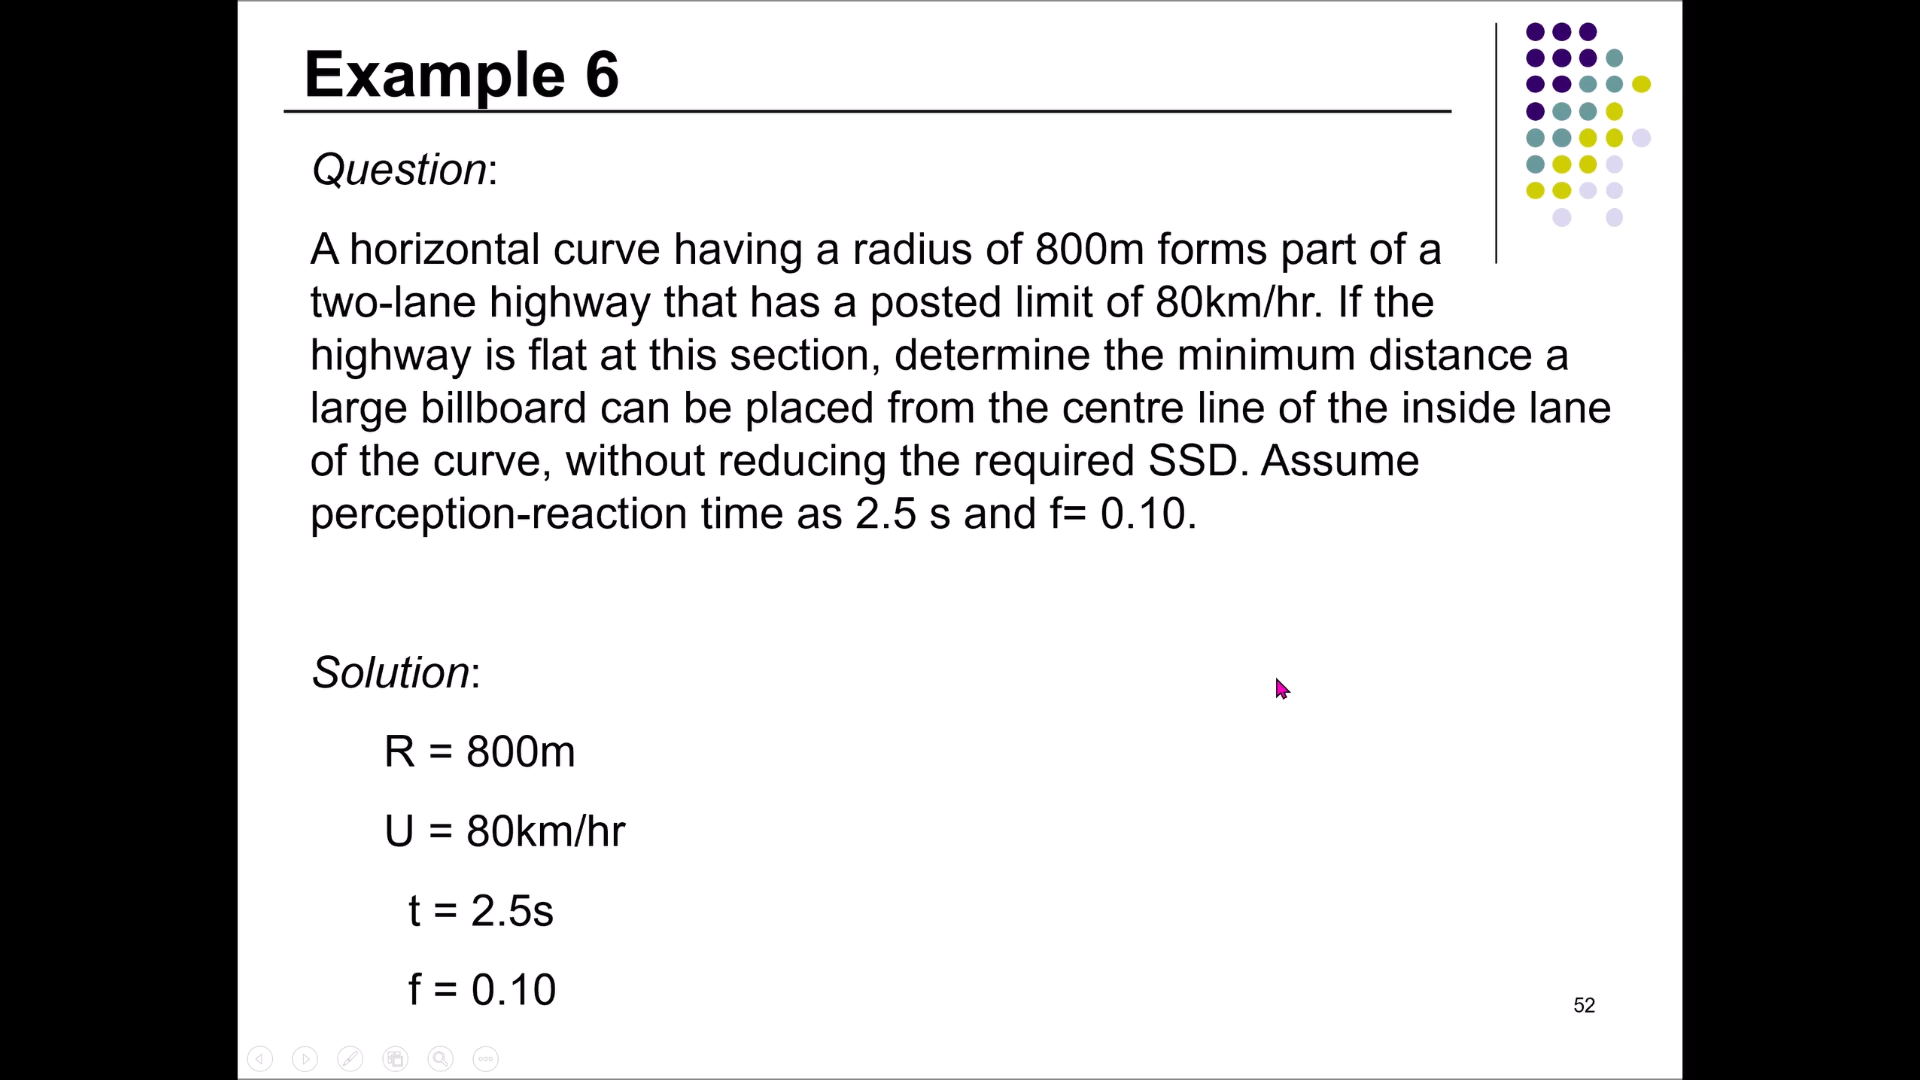 Example 6
Question:
A horizontal curve having a radius of 800m forms part of a
two-lane highway that has a posted limit of 80km/hr. If the
highway is flat at this section, determine the minimum distance a
large billboard can be placed from the centre line of the inside lane
of the curve, without reducing the required SSD. Assume
perception-reaction time as 2.5 s and f= 0.10.
Solution:
R = 800m
U = 80km/hr
t = 2.5s
f = 0.10
52